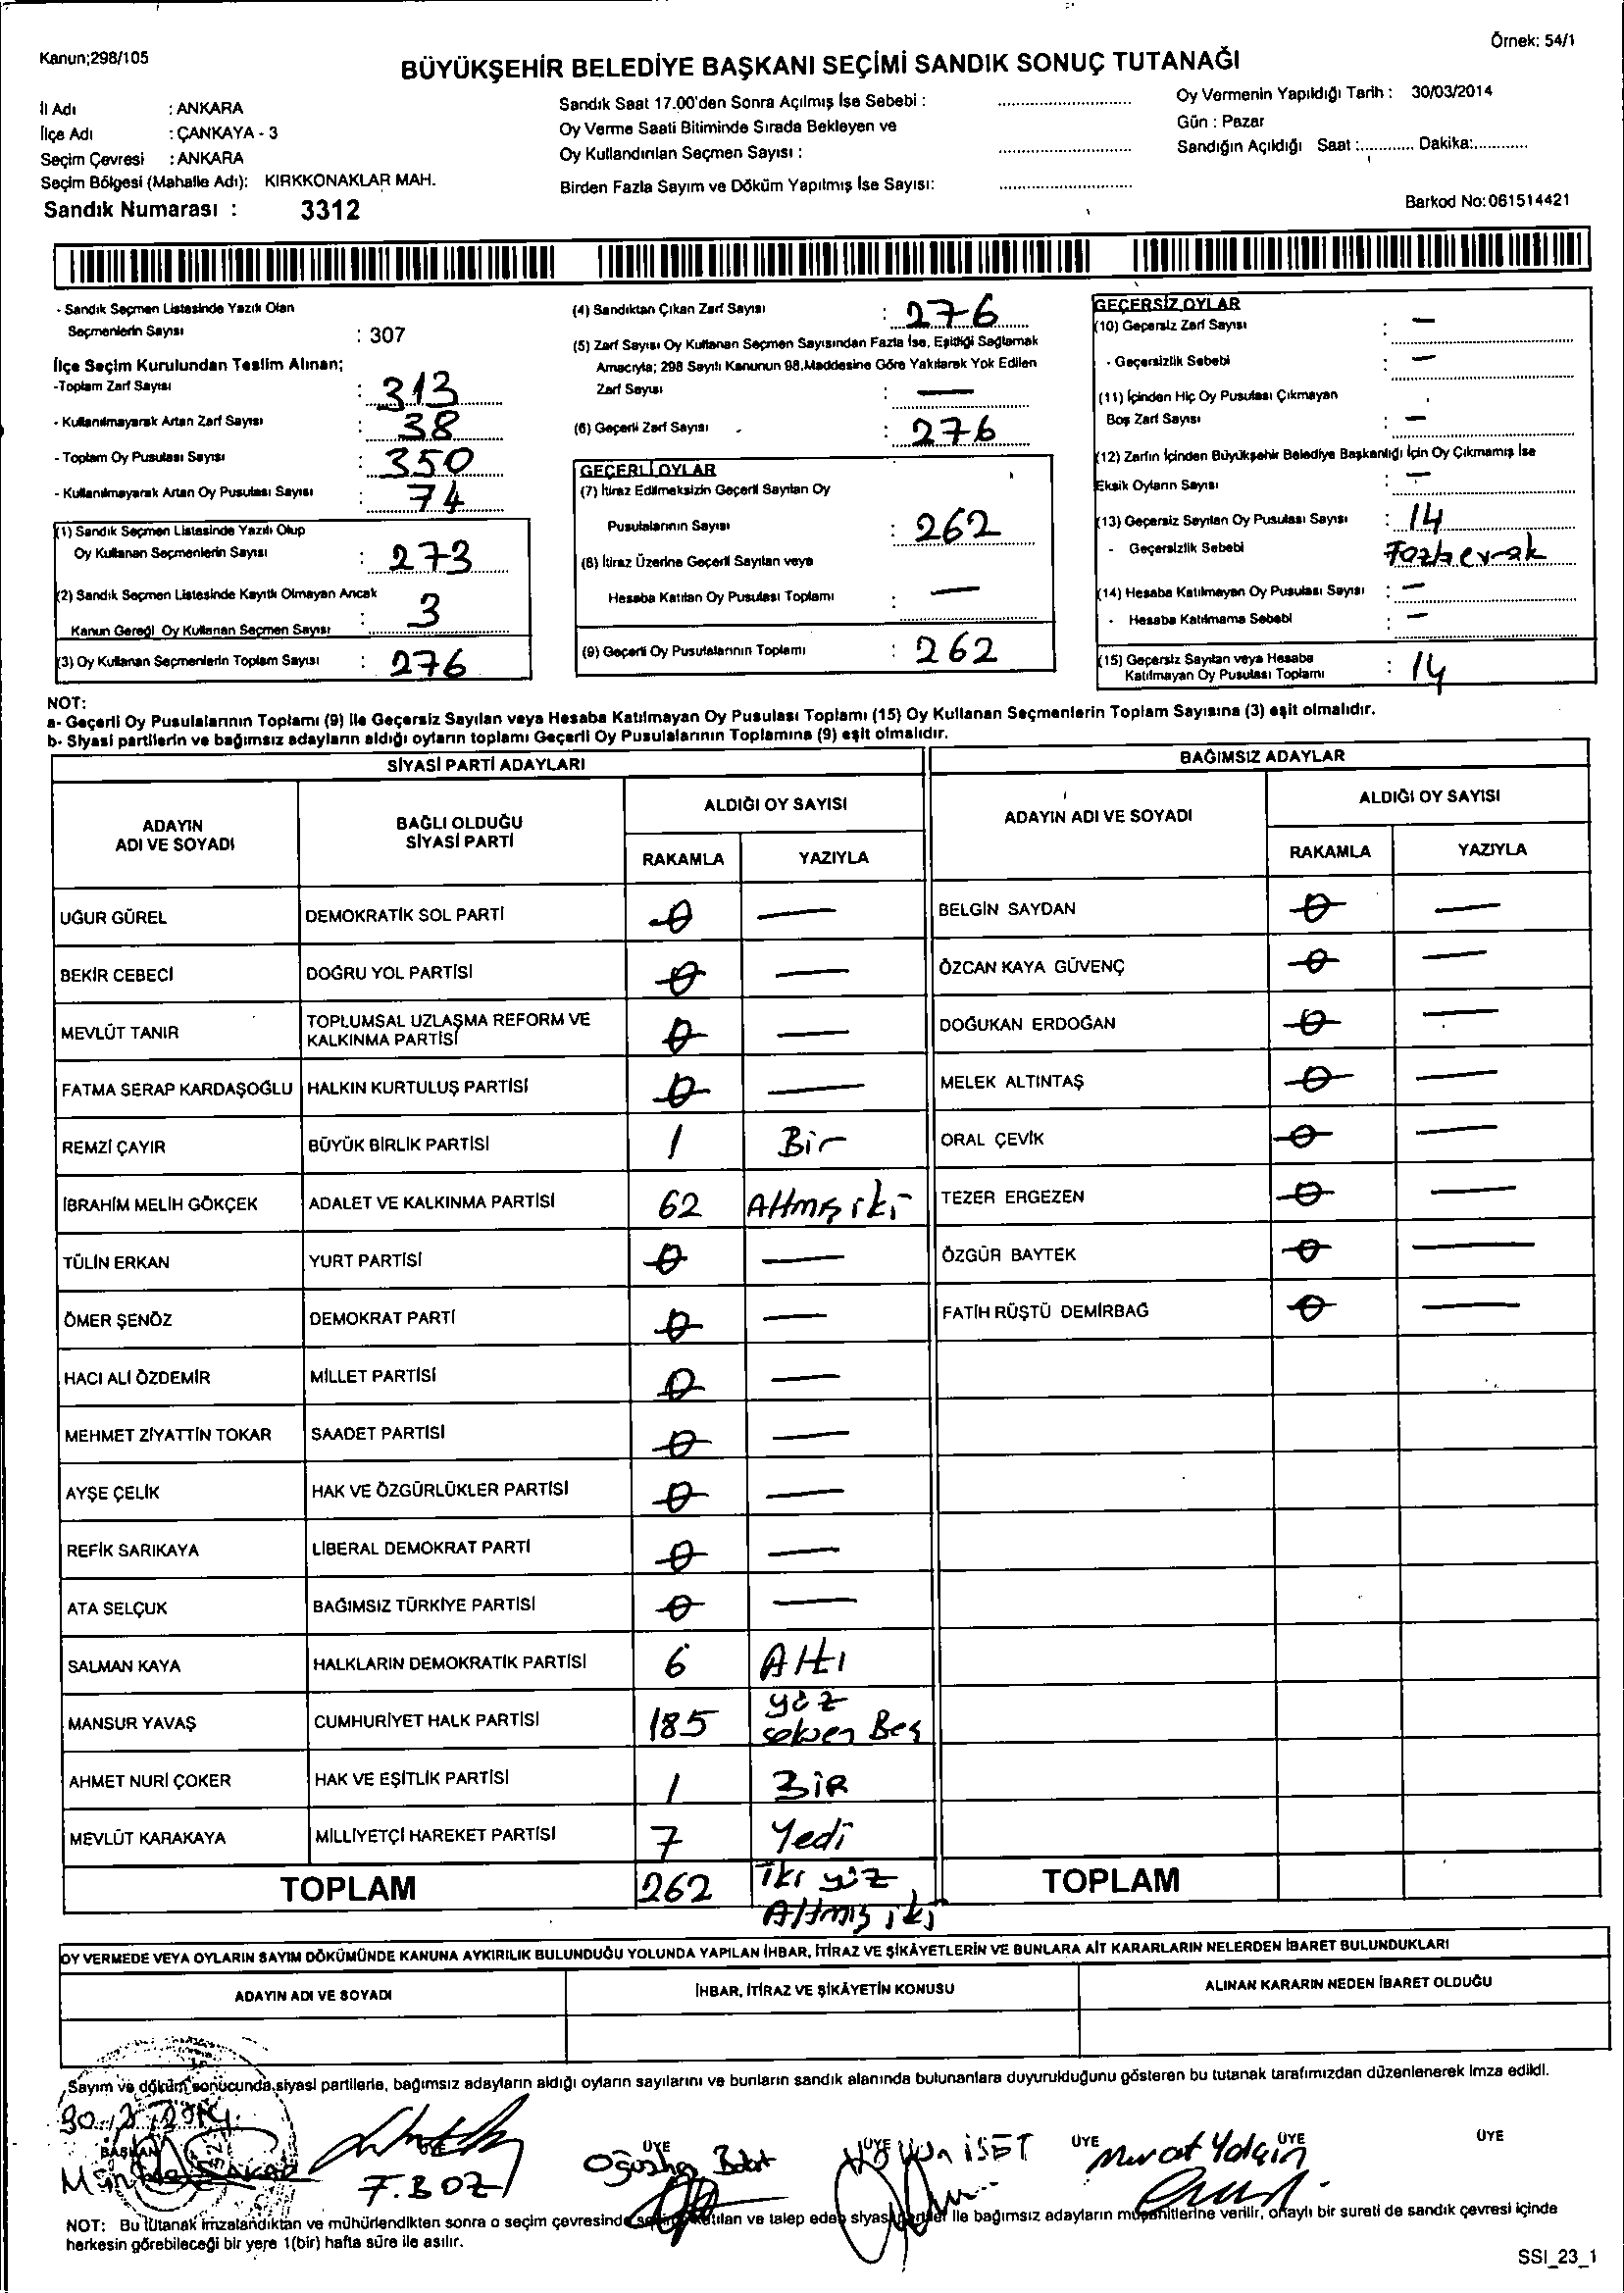 Kanun;298/105
Örnek: 54/1
BÜYÜKŞEHİR BELEDİYE BAŞKANI SEÇİMİ SANDIK SONUÇ TUTANAĞI
İl Adı : ANKARA
İlçe Adı : ÇANKAYA - 3
Seçim Çevresi : ANKARA
Seçim Bölgesi (Mahalle Adı): KIRKKONAKLAR MAH.
Sandık Numarası : 3312
Sandık Saat 17.00'den Sonra Açılmış İse Sebebi :
Oy Verme Saati Bitiminde Sırada Bekleyen ve
Oy Kullandırılan Seçmen Sayısı :
Birden Fazla Sayım ve Döküm Yapılmış İse Sayısı:
Oy Vermenin Yapıldığı Tarih : 30/03/2014
Gün : Pazar
Sandığın Açıldığı Saat :............ Dakika:............
Barkod No:061514421
- Sandık Seçmen Listesinde Yazılı Olan
Seçmenlerin Sayısı : 307
İlçe Seçim Kurulundan Teslim Alınan;
-Toplam Zarf Sayısı : 313
- Kullanılmayarak Artan Zarf Sayısı : 38
- Toplam Oy Pusulası Sayısı : 350
- Kullanılmayarak Artan Oy Pusulası Sayısı : 74
(1) Sandık Seçmen Listesinde Yazılı Olup
Oy Kullanan Seçmenlerin Sayısı : 273
(2) Sandık Seçmen Listesinde Kayıtlı Olmayan Ancak
Kanun Gereği Oy Kullanan Seçmen Sayısı : 3
(3) Oy Kullanan Seçmenlerin Toplam Sayısı : 276
(4) Sandıktan Çıkan Zarf Sayısı : 276
(5) Zarf Sayısı Oy Kullanan Seçmen Sayısından Fazla İse, Eşitliği Sağlamak
Amacıyla; 298 Sayılı Kanunun 98.Maddesine Göre Yakılarak Yok Edilen
Zarf Sayısı : —
(6) Geçerli Zarf Sayısı : 276
GEÇERLİ OYLAR
(7) İtiraz Edilmeksizin Geçerli Sayılan Oy
Pusulalarının Sayısı : 262
(8) İtiraz Üzerine Geçerli Sayılan veya
Hesaba Katılan Oy Pusulası Toplamı : —
(9) Geçerli Oy Pusulalarının Toplamı : 262
GEÇERSİZ OYLAR
(10) Geçersiz Zarf Sayısı : —
- Geçersizlik Sebebi : —
(11) İçinden Hiç Oy Pusulası Çıkmayan
Boş Zarf Sayısı : —
(12) Zarfın İçinden Büyükşehir Belediye Başkanlığı İçin Oy Çıkmamış İse
Eksik Oyların Sayısı : —
(13) Geçersiz Sayılan Oy Pusulası Sayısı : 14
- Geçersizlik Sebebi
(14) Hesaba Katılmayan Oy Pusulası Sayısı : —
- Hesaba Katılmama Sebebi : —
(15) Geçersiz Sayılan veya Hesaba
Katılmayan Oy Pusulası Toplamı : 14
NOT:
a- Geçerli Oy Pusulalarının Toplamı (9) ile Geçersiz Sayılan veya Hesaba Katılmayan Oy Pusulası Toplamı (15) Oy Kullanan Seçmenlerin Toplam Sayısına (3) eşit olmalıdır.
b- Siyasi partilerin ve bağımsız adayların aldığı oyların toplamı Geçerli Oy Pusulalarının Toplamına (9) eşit olmalıdır.
SİYASİ PARTİ ADAYLARI
ADAYIN ADI VE SOYADI
BAĞLI OLDUĞU SİYASİ PARTİ
ALDIĞI OY SAYISI
RAKAMLA YAZIYLA
UĞUR GÜREL DEMOKRATİK SOL PARTİ 0 —
BEKİR CEBECİ DOĞRU YOL PARTİSİ 0 —
MEVLÜT TANIR TOPLUMSAL UZLAŞMA REFORM VE KALKINMA PARTİSİ 0 —
FATMA SERAP KARDAŞOĞLU HALKIN KURTULUŞ PARTİSİ 0 —
REMZİ ÇAYIR BÜYÜK BİRLİK PARTİSİ 1 Bir
İBRAHİM MELİH GÖKÇEK ADALET VE KALKINMA PARTİSİ 62 Altmış iki
TÜLİN ERKAN YURT PARTİSİ 0 —
ÖMER ŞENÖZ DEMOKRAT PARTİ 0 —
HACI ALİ ÖZDEMİR MİLLET PARTİSİ 0 —
MEHMET ZİYATTİN TOKAR SAADET PARTİSİ 0 —
AYŞE ÇELİK HAK VE ÖZGÜRLÜKLER PARTİSİ 0 —
REFİK SARIKAYA LİBERAL DEMOKRAT PARTİ 0 —
ATA SELÇUK BAĞIMSIZ TÜRKİYE PARTİSİ 0 —
SALMAN KAYA HALKLARIN DEMOKRATİK PARTİSİ 6 Altı
MANSUR YAVAŞ CUMHURİYET HALK PARTİSİ 185 yüz seksen Beş
AHMET NURİ ÇOKER HAK VE EŞİTLİK PARTİSİ 1 BİR
MEVLÜT KARAKAYA MİLLİYETÇİ HAREKET PARTİSİ 7 Yedi
TOPLAM 262 İki yüz Altmış iki
BAĞIMSIZ ADAYLAR
ADAYIN ADI VE SOYADI
ALDIĞI OY SAYISI
RAKAMLA YAZIYLA
BELGİN SAYDAN 0 —
ÖZCAN KAYA GÜVENÇ 0 —
DOĞUKAN ERDOĞAN 0 —
MELEK ALTINTAŞ 0 —
ORAL ÇEVİK 0 —
TEZER ERGEZEN 0 —
ÖZGÜR BAYTEK 0 —
FATİH RÜŞTÜ DEMİRBAĞ 0 —
TOPLAM
OY VERMEDE VEYA OYLARIN SAYIM DÖKÜMÜNDE KANUNA AYKIRILIK BULUNDUĞU YOLUNDA YAPILAN İHBAR, İTİRAZ VE ŞİKÂYETLERİN VE BUNLARA AİT KARARLARIN NELERDEN İBARET BULUNDUKLARI
ADAYIN ADI VE SOYADI
İHBAR, İTİRAZ VE ŞİKÂYETİN KONUSU
ALINAN KARARIN NEDEN İBARET OLDUĞU
Sayım ve döküm sonucunda siyasi partilerle, bağımsız adayların aldığı oyların sayılarını ve bunların sandık alanında bulunanlara duyurulduğunu gösteren bu tutanak tarafımızdan düzenlenerek imza edildi.
30.3.2014
BAŞKAN
F. BOZ
ÜYE
ÜYE
ÜYE Murat Yalçın ÜYE
ÜYE
NOT: Bu tutanak imzalandıktan ve mühürlendikten sonra o seçim çevresinde seçime katılan ve talep eden siyasi partiler ile bağımsız adayların müşahitlerine verilir, onaylı bir sureti de sandık çevresi içinde
herkesin görebileceği bir yere 1(bir) hafta süre ile asılır.
SSI_23_1